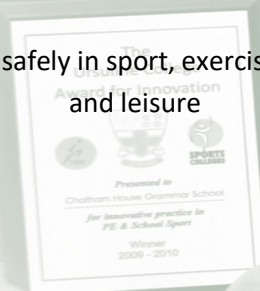 safely in sport, exercis
and leisure
The
Ursuline College
Award for Innovation
SPORTS
COLLEGES
Presented to
Chatham House Grammar School
for innovative practice in
PE & School Sport
Winner
2009 - 2010